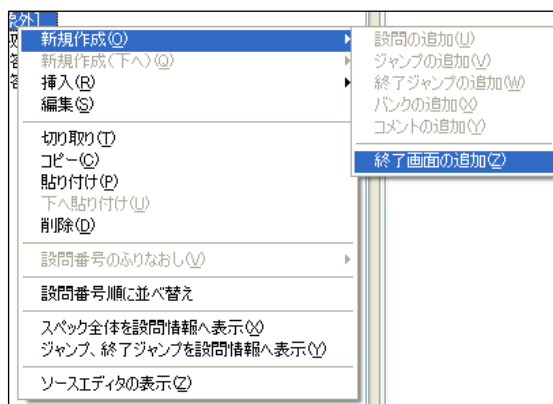 象外]
新規作成(O)
新規作成(下へ)(Q)
挿入(R)
編集(S)
切り取り(T)
コピー(C)
貼り付け(P)
下へ貼り付け(U)
削除(D)
設問番号のふりなおし(V)
設問番号順に並べ替え
スペック全体を設問情報へ表示(X)
ジャンプ、終了ジャンプを設問情報へ表示(Y)
ソースエディタの表示(Z)
設問の追加(U)
ジャンプの追加(V)
終了ジャンプの追加(W)
バンクの追加(X)
コメントの追加(Y)
終了画面の追加(Z)